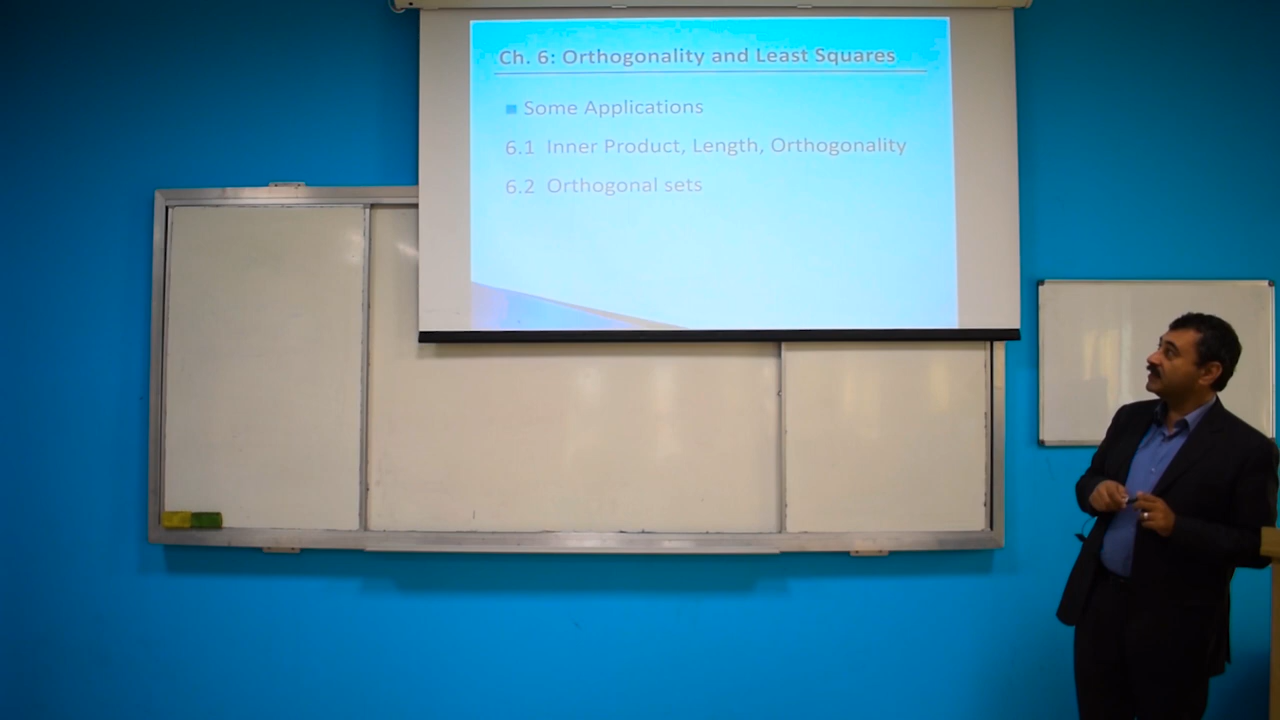 Ch. 6: Orthogonality and Least Squares
Some Applications
6.1 Inner Product, Length, Orthogonality
6.2 Orthogonal sets